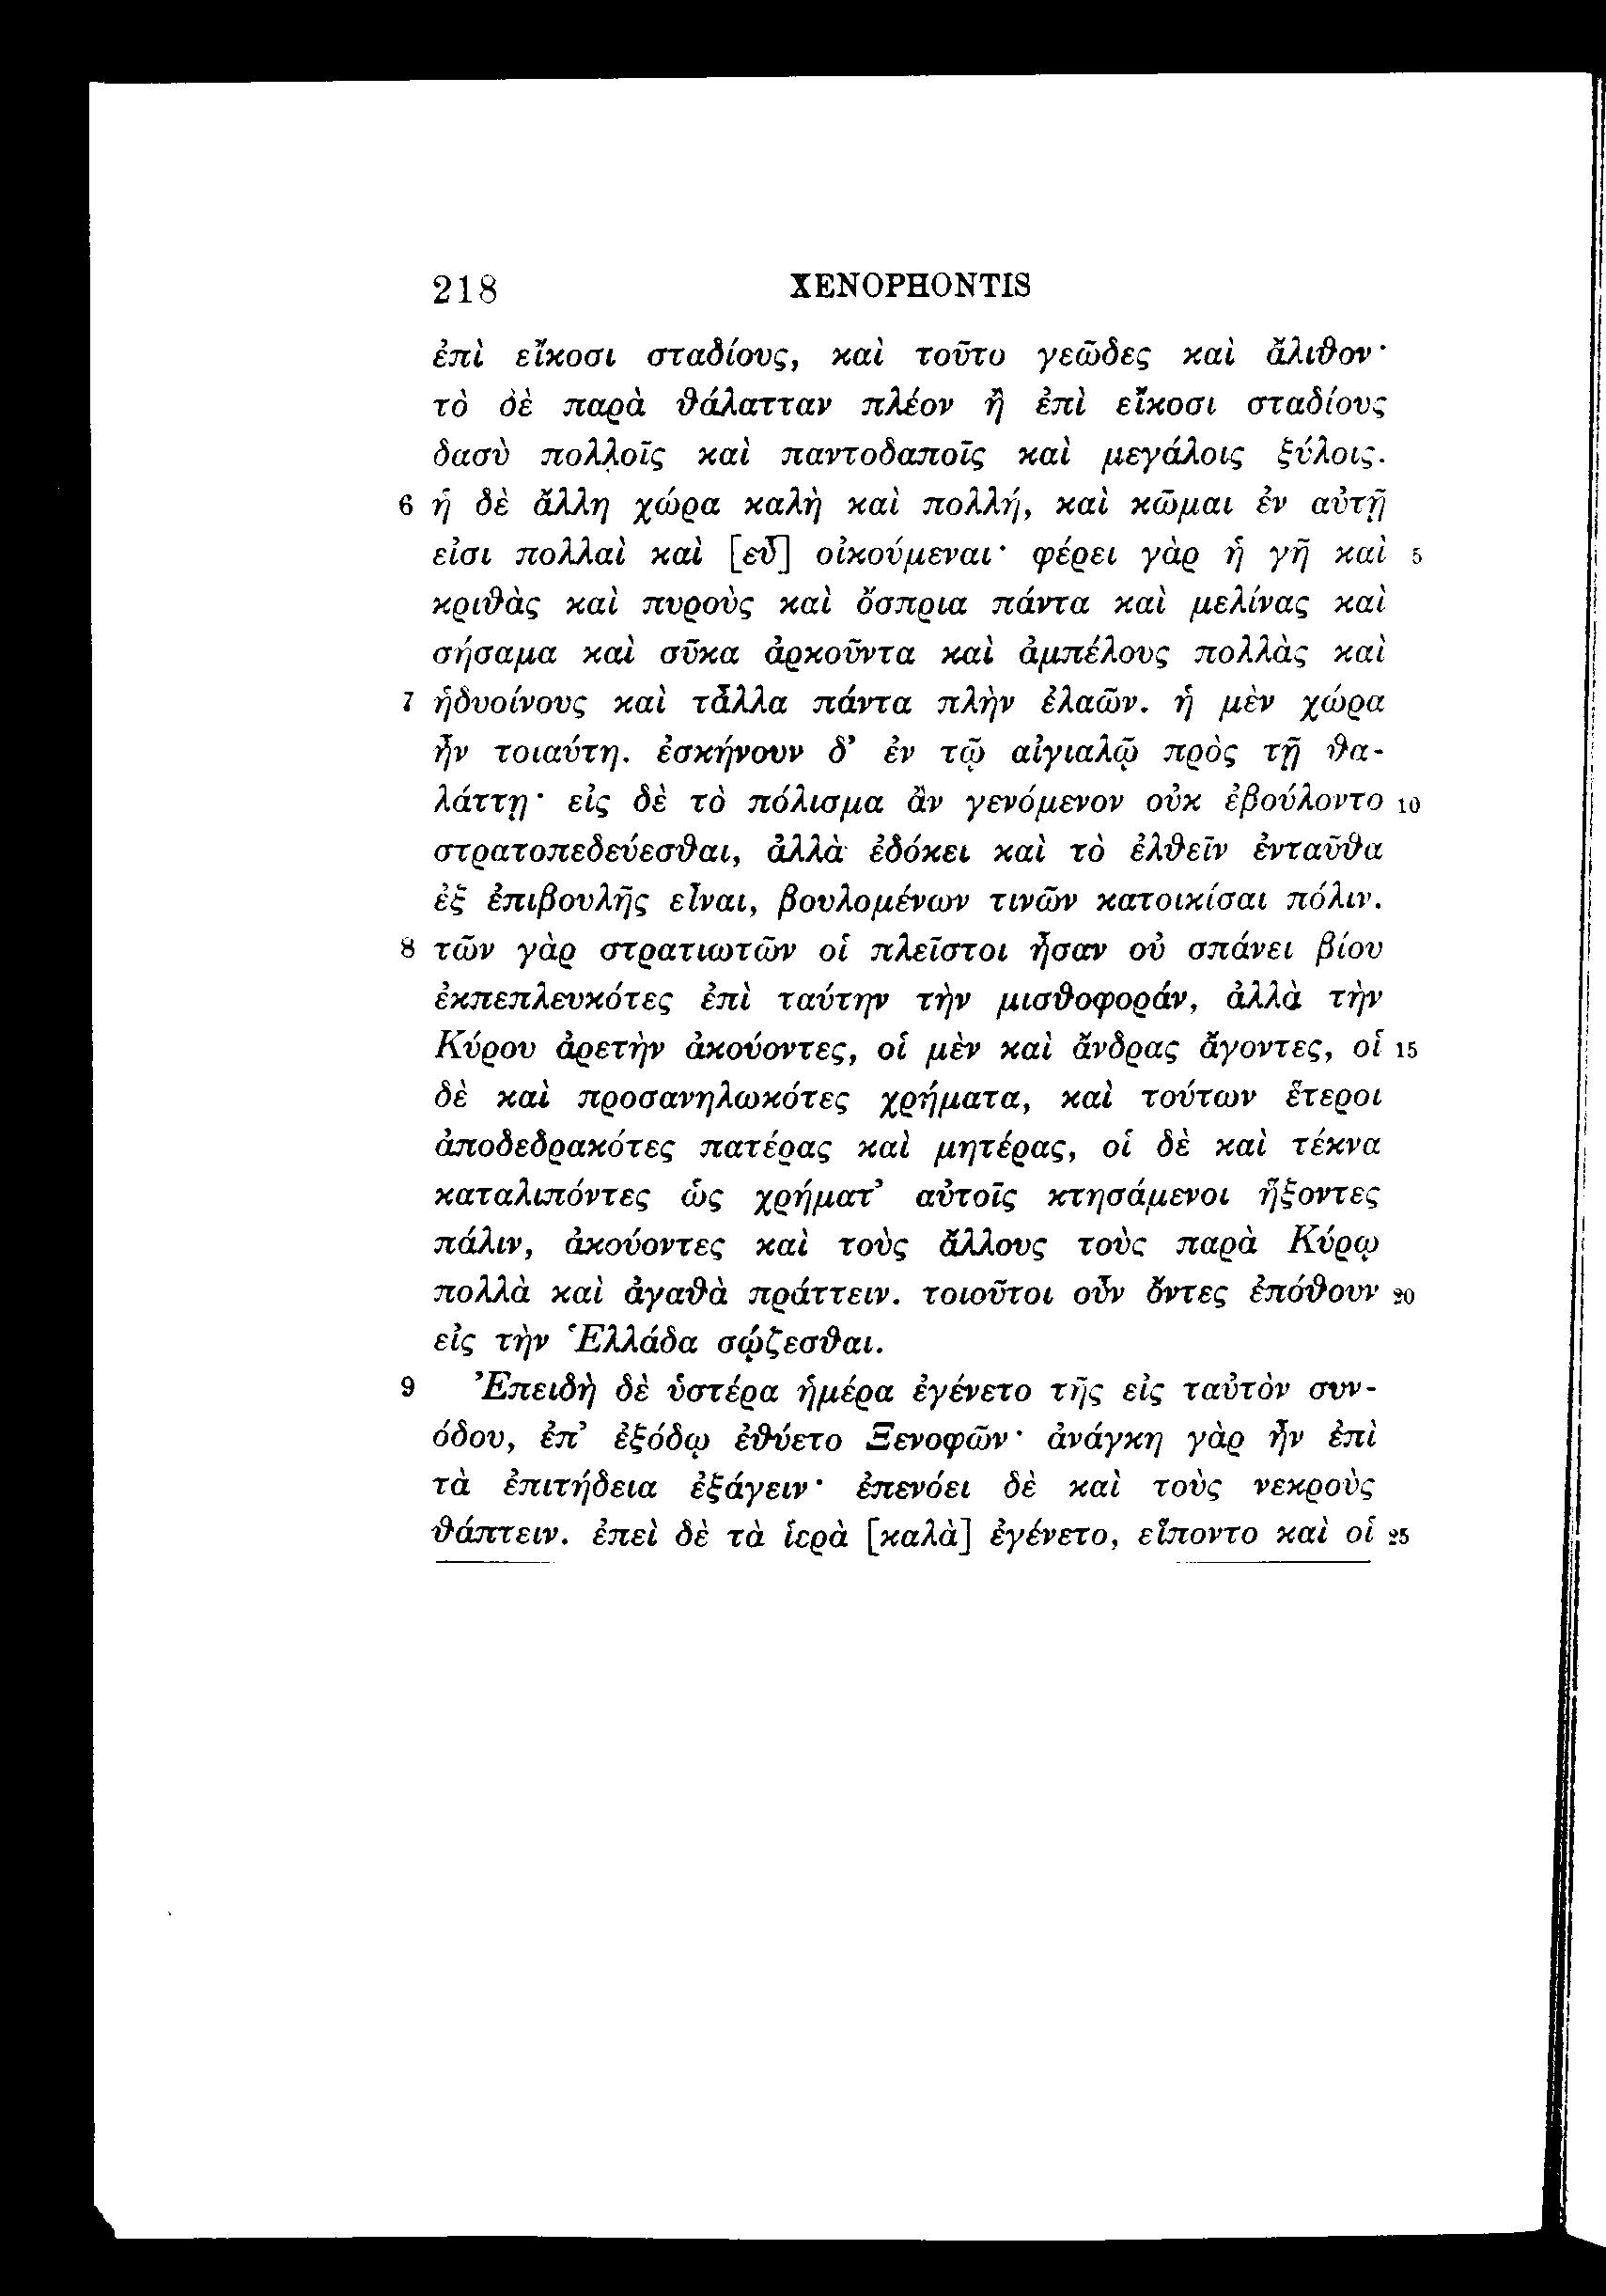 218 XENOPHONTIS
ἐπὶ εἴκοσι σταδίους, καὶ τοῦτο γεῶδες καὶ ἄλιθον·
τὸ δὲ παρὰ θάλατταν πλέον ἢ ἐπὶ εἴκοσι σταδίους
δασὺ πολλοῖς καὶ παντοδαποῖς καὶ μεγάλοις ξύλοις.
6 ἡ δὲ ἄλλη χώρα καλὴ καὶ πολλή, καὶ κῶμαι ἐν αὐτῇ
εἰσι πολλαὶ καὶ [εὖ] οἰκούμεναι· φέρει γὰρ ἡ γῆ καὶ 5
κριθὰς καὶ πυροὺς καὶ ὄσπρια πάντα καὶ μελίνας καὶ
σήσαμα καὶ σῦκα ἀρκοῦντα καὶ ἀμπέλους πολλὰς καὶ
7 ἡδυοίνους καὶ τἆλλα πάντα πλὴν ἐλαῶν. ἡ μὲν χώρα
ἦν τοιαύτη. ἐσκήνουν δ’ ἐν τῷ αἰγιαλῷ πρὸς τῇ θα-
λάττῃ· εἰς δὲ τὸ πόλισμα ἂν γενόμενον οὐκ ἐβούλοντο 10
στρατοπεδεύεσθαι, ἀλλὰ ἐδόκει καὶ τὸ ἐλθεῖν ἐνταῦθα
ἐξ ἐπιβουλῆς εἶναι, βουλομένων τινῶν κατοικίσαι πόλιν.
8 τῶν γὰρ στρατιωτῶν οἱ πλεῖστοι ἦσαν οὐ σπάνει βίου
ἐκπεπλευκότες ἐπὶ ταύτην τὴν μισθοφοράν, ἀλλὰ τὴν
Κύρου ἀρετὴν ἀκούοντες, οἱ μὲν καὶ ἄνδρας ἄγοντες, οἱ 15
δὲ καὶ προσανηλωκότες χρήματα, καὶ τούτων ἕτεροι
ἀποδεδρακότες πατέρας καὶ μητέρας, οἱ δὲ καὶ τέκνα
καταλιπόντες ὡς χρήματ’ αὐτοῖς κτησάμενοι ἥξοντες
πάλιν, ἀκούοντες καὶ τοὺς ἄλλους τοὺς παρὰ Κύρῳ
πολλὰ καὶ ἀγαθὰ πράττειν. τοιοῦτοι οὖν ὄντες ἐπόθουν 20
εἰς τὴν Ἑλλάδα σῴζεσθαι.
9 Ἐπειδὴ δὲ ὑστέρα ἡμέρα ἐγένετο τῆς εἰς ταὐτὸν συν-
όδου, ἐπ’ ἐξόδῳ ἐθύετο Ξενοφῶν· ἀνάγκη γὰρ ἦν ἐπὶ
τὰ ἐπιτήδεια ἐξάγειν· ἐπενόει δὲ καὶ τοὺς νεκροὺς
θάπτειν. ἐπεὶ δὲ τὰ ἱερὰ [καλὰ] ἐγένετο, εἵποντο καὶ οἱ 25